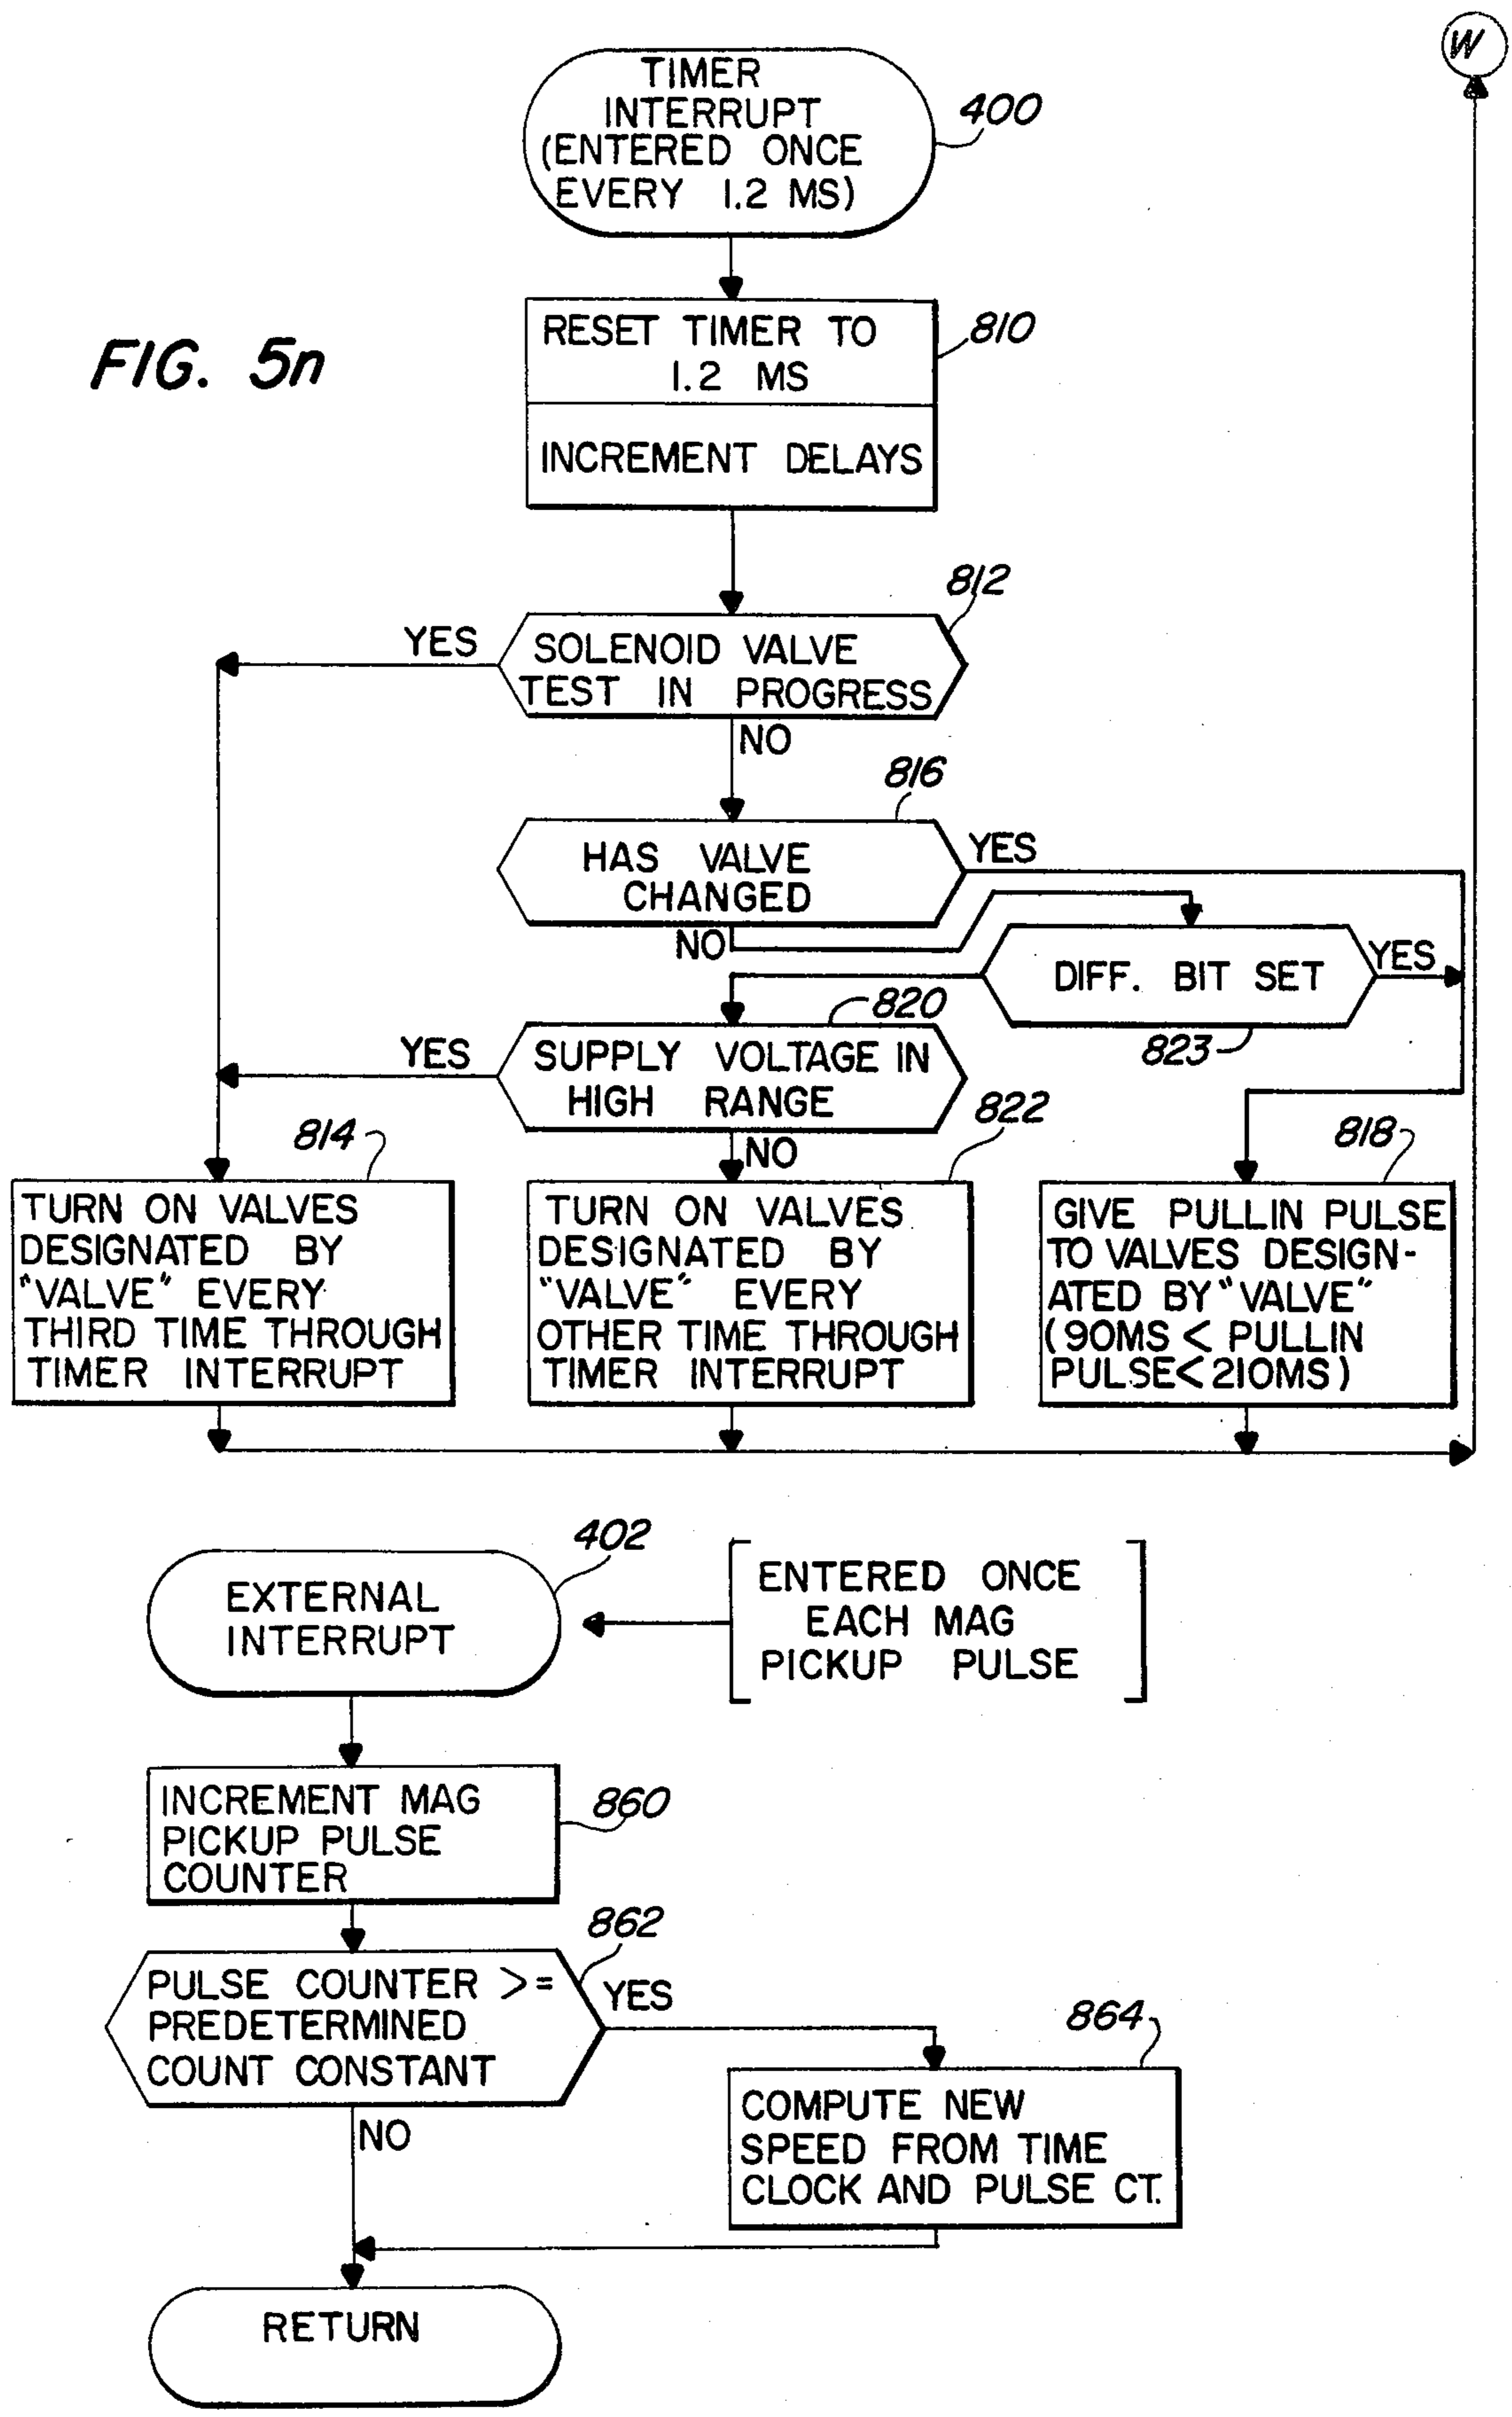 W
TIMER
INTERRUPT
(ENTERED ONCE
EVERY 1.2 MS)
400
FIG. 5n
RESET TIMER TO
1.2 MS
810
INCREMENT DELAYS
812
YES
SOLENOID VALVE
TEST IN PROGRESS
NO
816
HAS VALVE
CHANGED
YES
NO
DIFF. BIT SET
YES
823
820
YES
SUPPLY VOLTAGE IN
HIGH RANGE
NO
814
TURN ON VALVES
DESIGNATED BY
"VALVE" EVERY
THIRD TIME THROUGH
TIMER INTERRUPT
822
TURN ON VALVES
DESIGNATED BY
"VALVE" EVERY
OTHER TIME THROUGH
TIMER INTERRUPT
818
GIVE PULLIN PULSE
TO VALVES DESIGN-
ATED BY "VALVE"
(90MS < PULLIN
PULSE < 210MS)
402
EXTERNAL
INTERRUPT
ENTERED ONCE
EACH MAG
PICKUP PULSE
INCREMENT MAG
PICKUP PULSE
COUNTER
860
862
PULSE COUNTER >=
PREDETERMINED
COUNT CONSTANT
YES
NO
864
COMPUTE NEW
SPEED FROM TIME
CLOCK AND PULSE CT.
RETURN